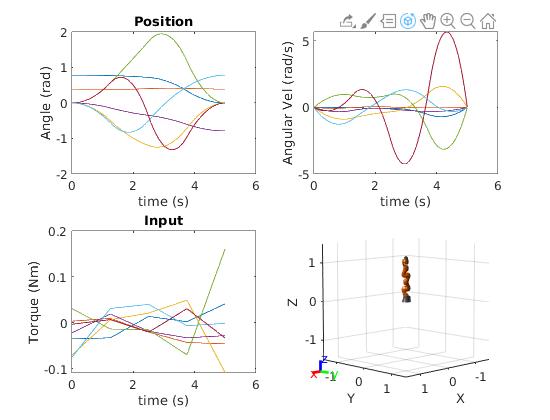 Position
2
1
0
-1
-2
Angle (rad)
0 2 4 6
time (s)
5
0
-5
Angular Vel (rad/s)
0 2 4 6
time (s)
Input
0.2
0.1
0
-0.1
Torque (Nm)
0 2 4 6
time (s)
1
0
-1
Z
1 0 -1
Y
1 0 -1
X
z
x
y